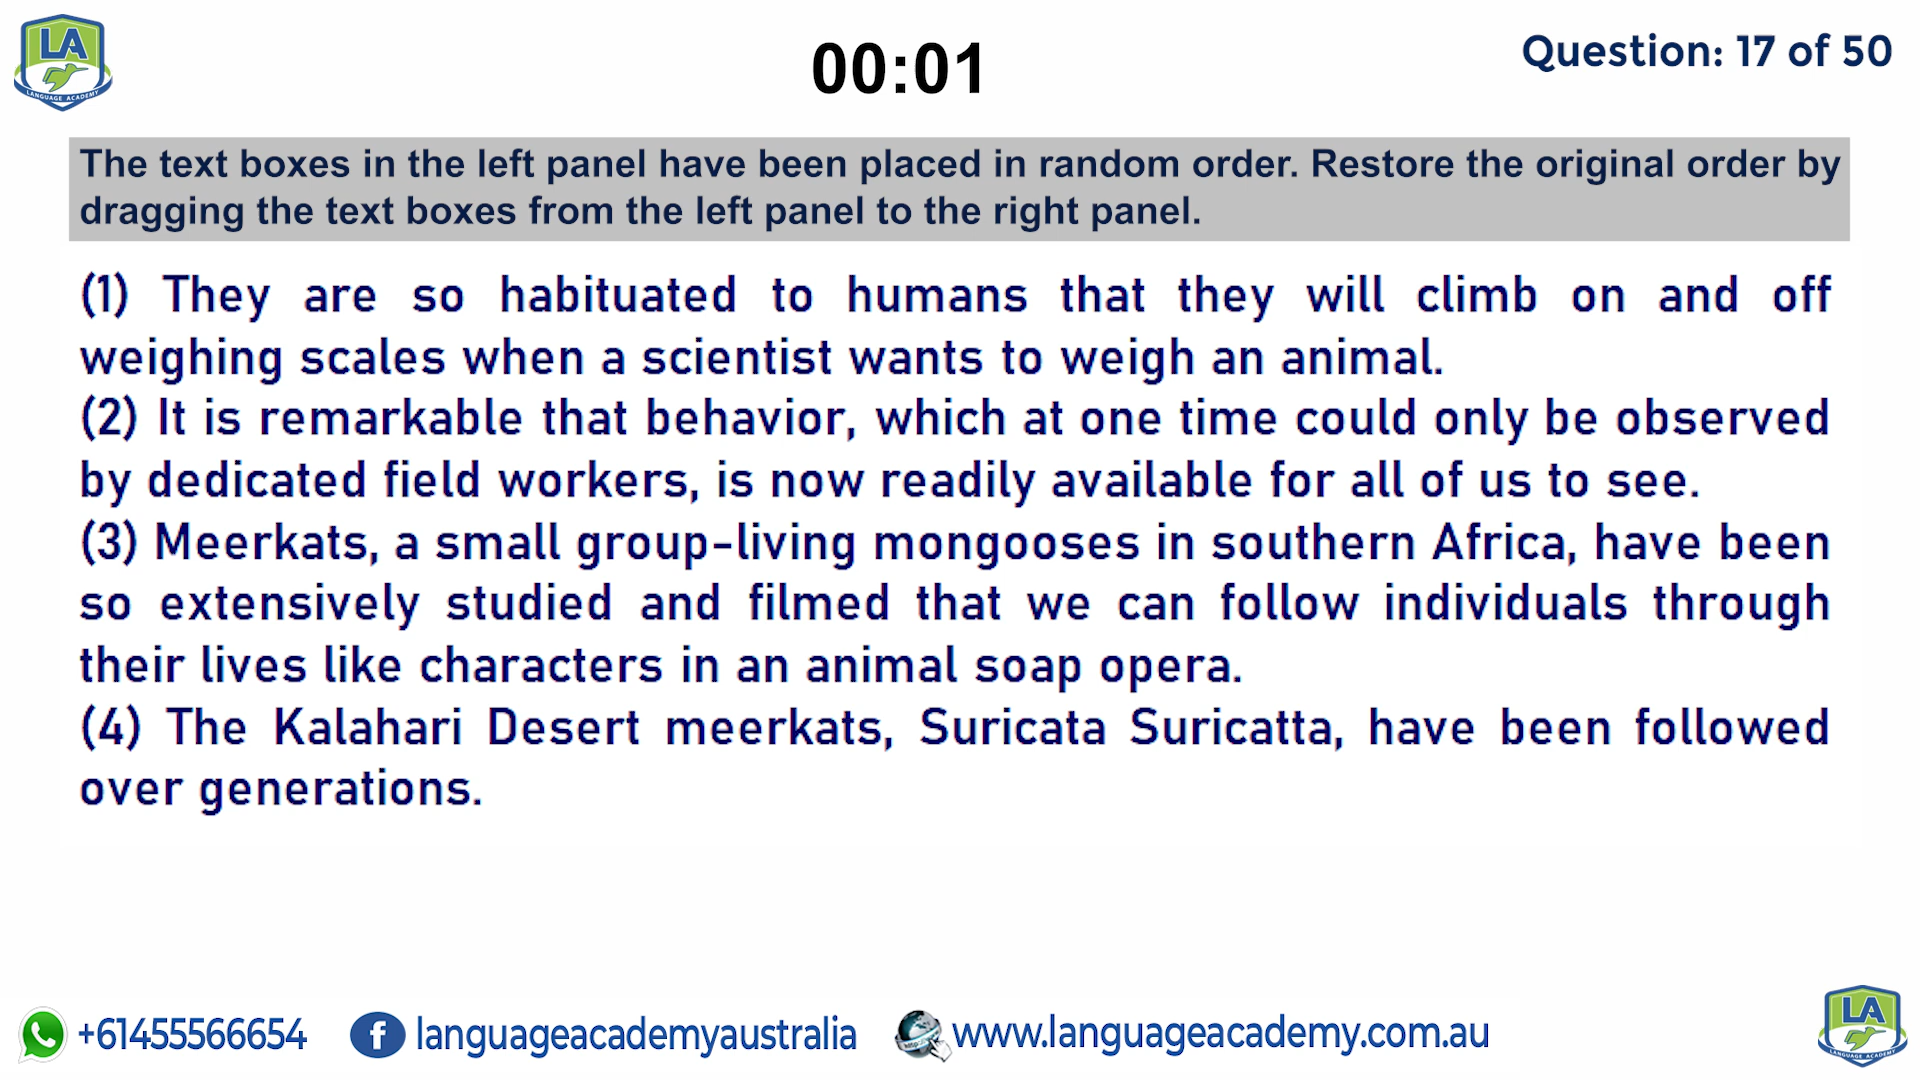 LA
LANGUAGE ACADEMY
00:01
Question: 17 of 50
The text boxes in the left panel have been placed in random order. Restore the original order by
dragging the text boxes from the left panel to the right panel.
(1) They are so habituated to humans that they will climb on and off
weighing scales when a scientist wants to weigh an animal.
(2) It is remarkable that behavior, which at one time could only be observed
by dedicated field workers, is now readily available for all of us to see.
(3) Meerkats, a small group-living mongooses in southern Africa, have been
so extensively studied and filmed that we can follow individuals through
their lives like characters in an animal soap opera.
(4) The Kalahari Desert meerkats, Suricata Suricatta, have been followed
over generations.
+61455566654
f languageacademyaustralia
www.languageacademy.com.au
LA
LANGUAGE ACADEMY